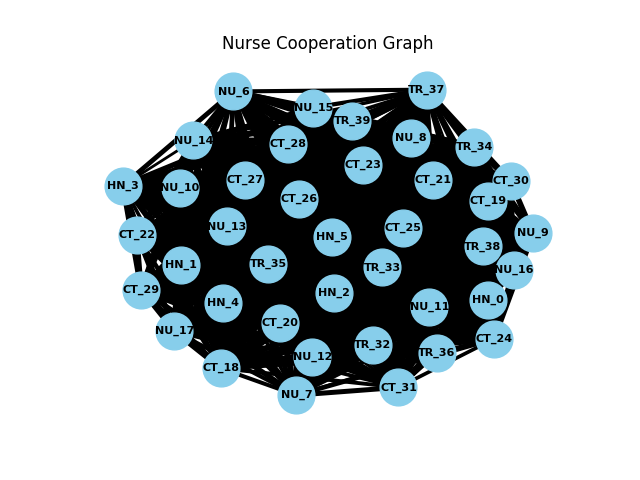 Nurse Cooperation Graph
NU_6
TR_37
NU_15
TR_39
NU_14
CT_28
NU_8
TR_34
CT_23
HN_3
NU_10
CT_27
CT_21
CT_30
CT_26
CT_19
CT_22
NU_13
HN_5
CT_25
NU_9
TR_38
HN_1
TR_35
TR_33
NU_16
CT_29
HN_4
HN_2
NU_11
HN_0
NU_17
CT_20
CT_24
CT_18
NU_12
TR_32
TR_36
NU_7
CT_31